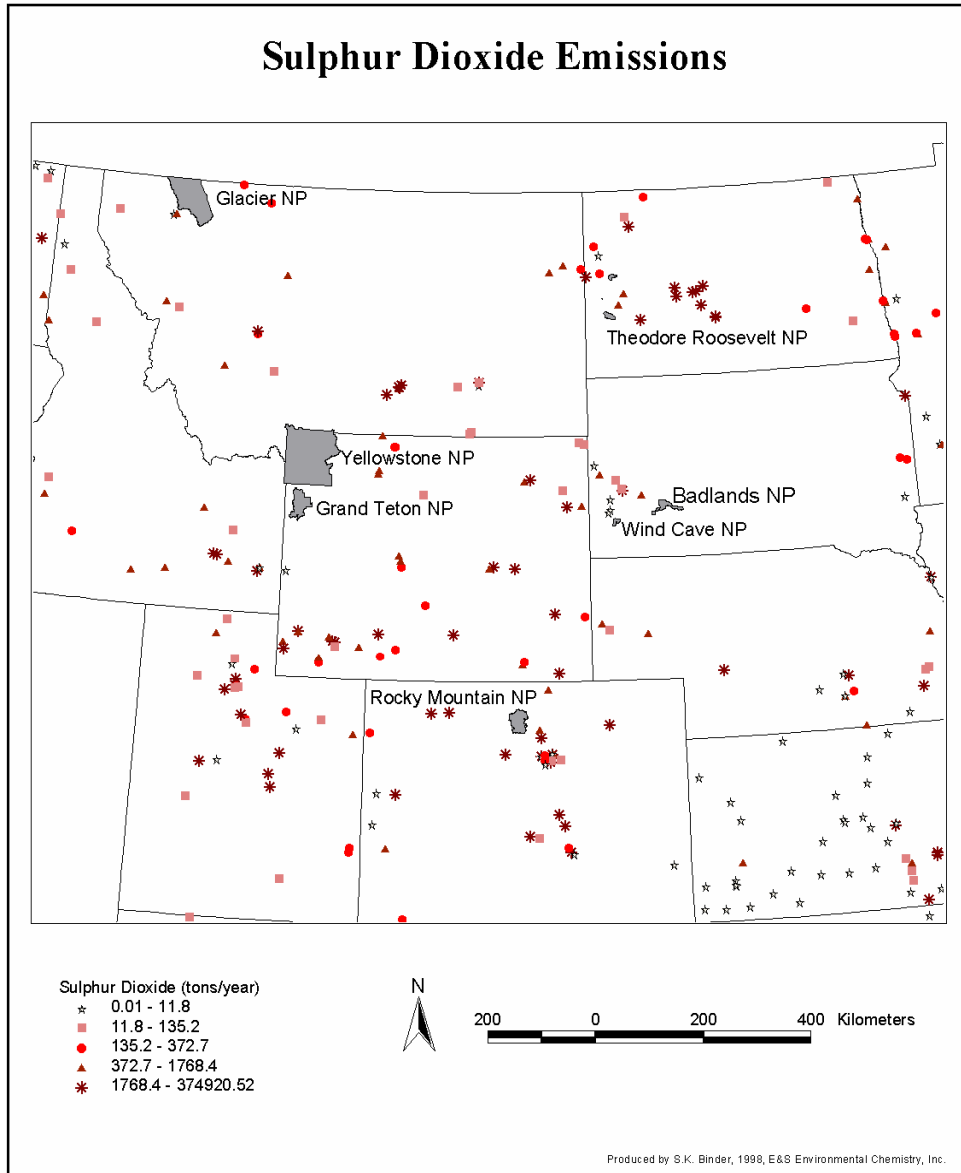 Sulphur Dioxide Emissions
Glacier NP
Theodore Roosevelt NP
Yellowstone NP
Grand Teton NP
Badlands NP
Wind Cave NP
Rocky Mountain NP
Sulphur Dioxide (tons/year)
0.01 - 11.8
11.8 - 135.2
135.2 - 372.7
372.7 - 1768.4
1768.4 - 374920.52
N
200 0 200 400 Kilometers
Produced by S.K. Binder, 1998, E&S Environmental Chemistry, Inc.